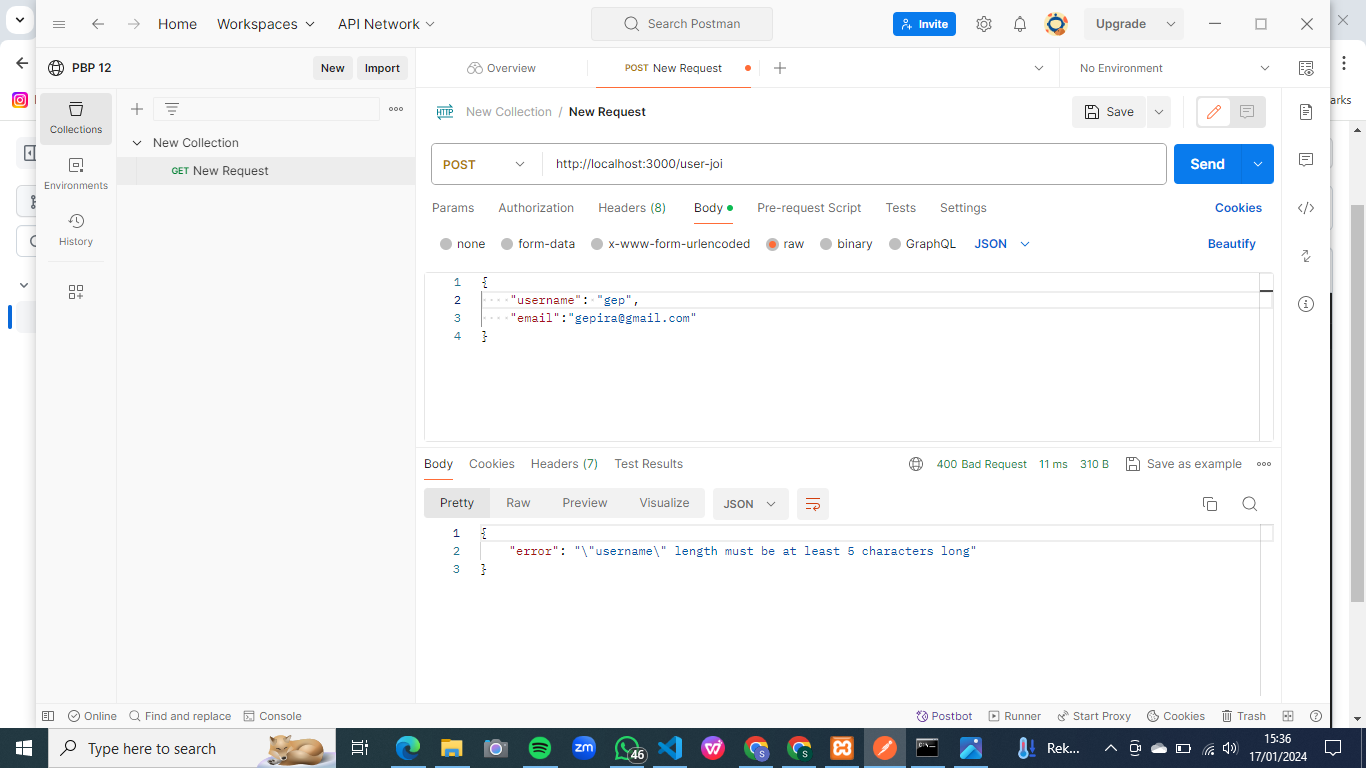 Home
Workspaces
API Network
Search Postman
Invite
Upgrade
PBP 12
New
Import
Overview
POST New Request
No Environment
Collections
Environments
History
New Collection
GET New Request
New Collection / New Request
Save
arks
POST
http://localhost:3000/user-joi
Send
Params
Authorization
Headers (8)
Body
Pre-request Script
Tests
Settings
Cookies
none
form-data
x-www-form-urlencoded
raw
binary
GraphQL
JSON
Beautify
1 {
2 "username": "gep",
3 "email":"gepira@gmail.com"
4 }
Body
Cookies
Headers (7)
Test Results
400 Bad Request
11 ms
310 B
Save as example
Pretty
Raw
Preview
Visualize
JSON
1 {
2 "error": "\"username\" length must be at least 5 characters long"
3 }
Online
Find and replace
Console
Postbot
Runner
Start Proxy
Cookies
Trash
Type here to search
zm
46
S
S
Rek...
15:36
17/01/2024